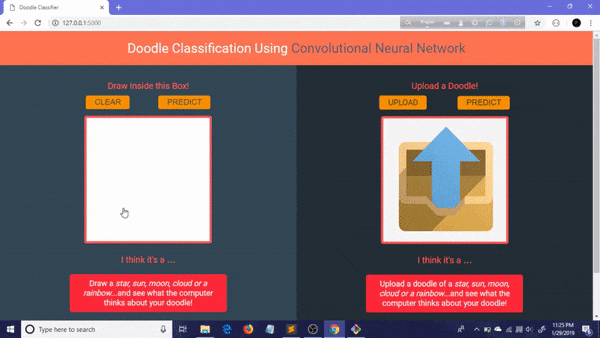 Doodle Classifier
127.0.0.1:5000
Doodle Classification Using Convolutional Neural Network
Draw Inside this Box!
CLEAR PREDICT
I think it's a ...
Draw a star, sun, moon, cloud or a
rainbow...and see what the computer
thinks about your doodle!
Upload a Doodle!
UPLOAD PREDICT
I think it's a ...
Upload a doodle of a star, sun, moon,
cloud or a rainbow...and see what the
computer thinks about your doodle!
Type here to search
11:25 PM
1/29/2019